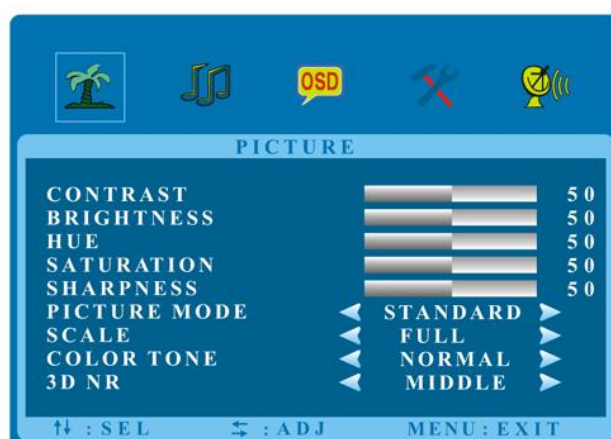 OSD
PICTURE
CONTRAST 50
BRIGHTNESS 50
HUE 50
SATURATION 50
SHARPNESS 50
PICTURE MODE STANDARD
SCALE FULL
COLOR TONE NORMAL
3D NR MIDDLE
↑↓ : SEL ⇆ : ADJ MENU : EXIT